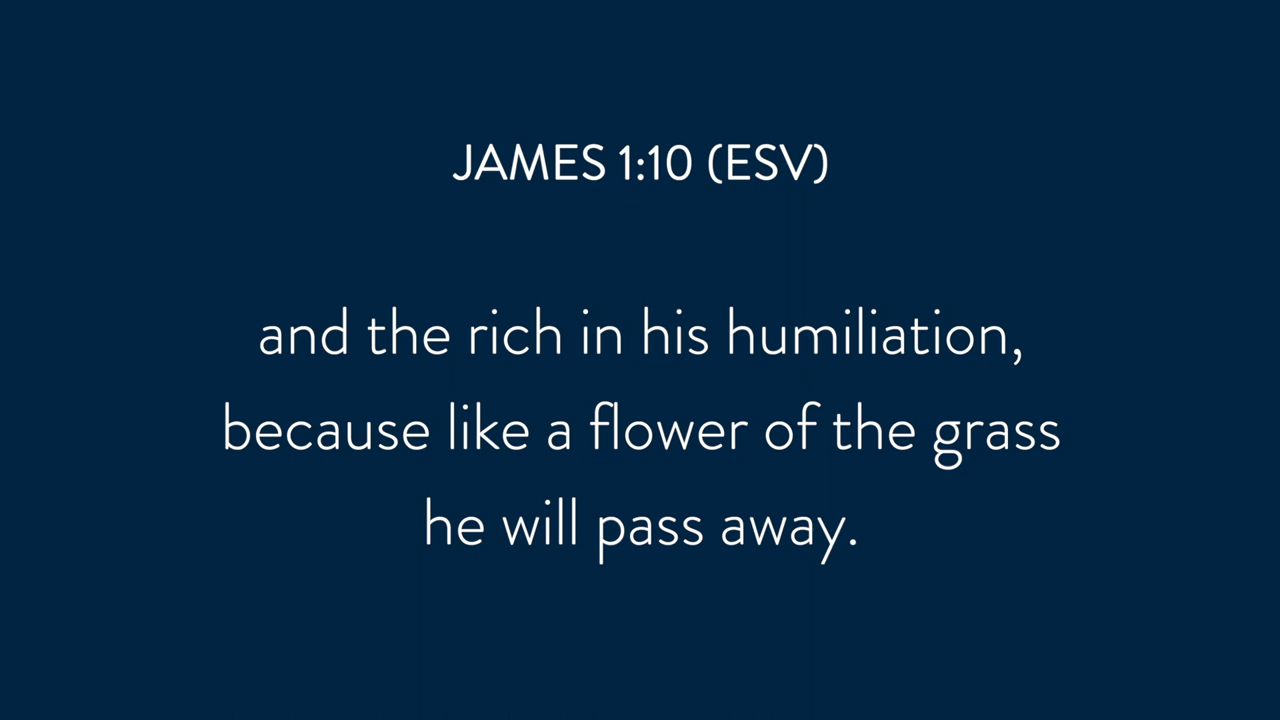 JAMES 1:10 (ESV)
and the rich in his humiliation,
because like a flower of the grass
he will pass away.